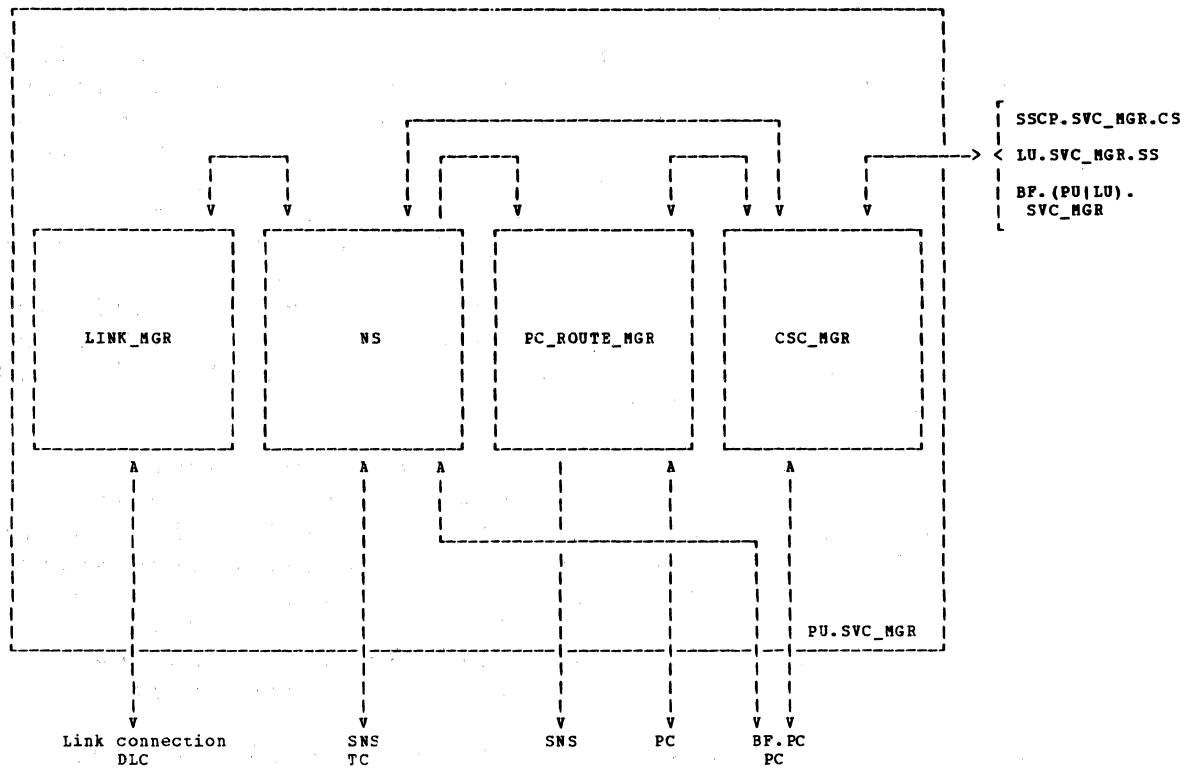 SSCP.SVC_MGR.CS
LU.SVC_MGR.SS
BF.(PU|LU).
SVC_MGR
LINK_MGR
NS
PC_ROUTE_MGR
CSC_MGR
PU.SVC_MGR
Link connection
DLC
SNS
TC
SNS
PC
BF.PC
PC